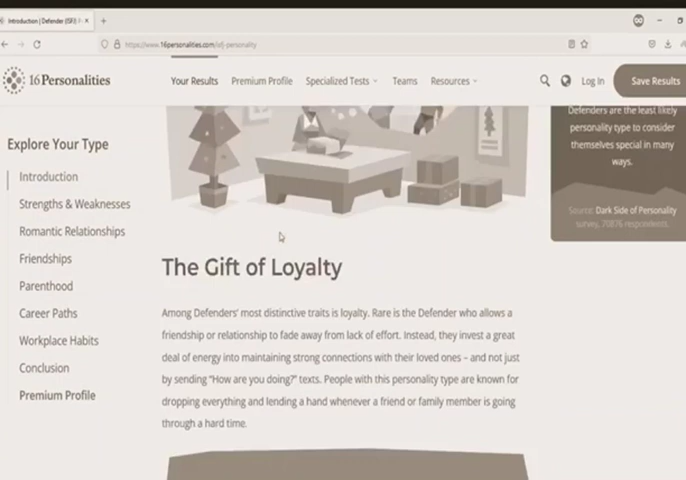 Introduction | Defender (ISFJ) P
https://www.16personalities.com/isfj-personality
16Personalities
Your Results
Premium Profile
Specialized Tests
Teams
Resources
Log In
Save Results
Explore Your Type
Introduction
Strengths & Weaknesses
Romantic Relationships
Friendships
Parenthood
Career Paths
Workplace Habits
Conclusion
Premium Profile
The Gift of Loyalty
Among Defenders' most distinctive traits is loyalty. Rare is the Defender who allows a
friendship or relationship to fade away from lack of effort. Instead, they invest a great
deal of energy into maintaining strong connections with their loved ones – and not just
by sending "How are you doing?" texts. People with this personality type are known for
dropping everything and lending a hand whenever a friend or family member is going
through a hard time.
Defenders are the least likely
personality type to consider
themselves special in many
ways.
Source: Dark Side of Personality
survey, 70876 respondents